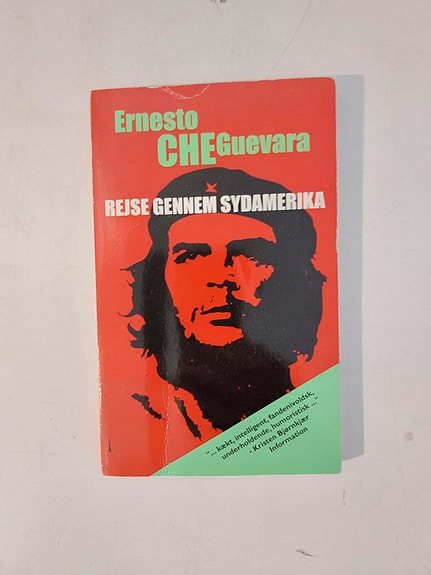 Ernesto
CHE Guevara
REJSE GENNEM SYDAMERIKA
"... kækt, intelligent, fandenivoldsk,
underholdende, humoristisk ..."
- Kristen Bjørnkjær
Information